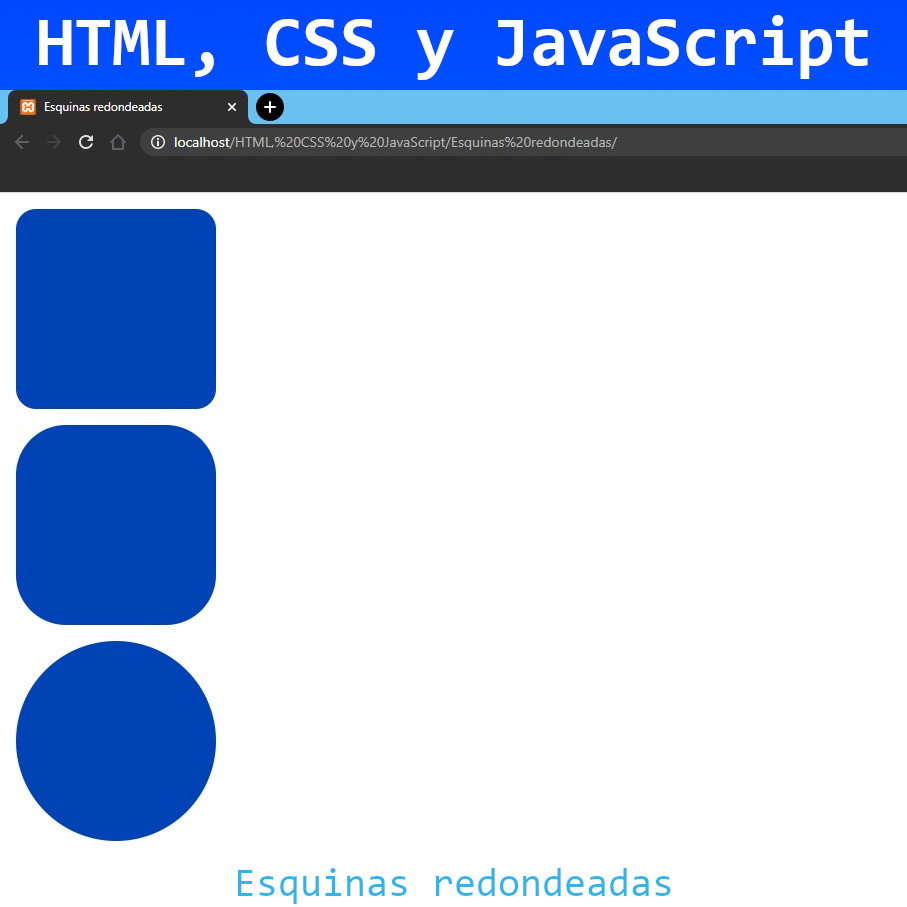 HTML, CSS y JavaScript
Esquinas redondeadas
localhost/HTML,%20CSS%20y%20JavaScript/Esquinas%20redondeadas/
Esquinas redondeadas